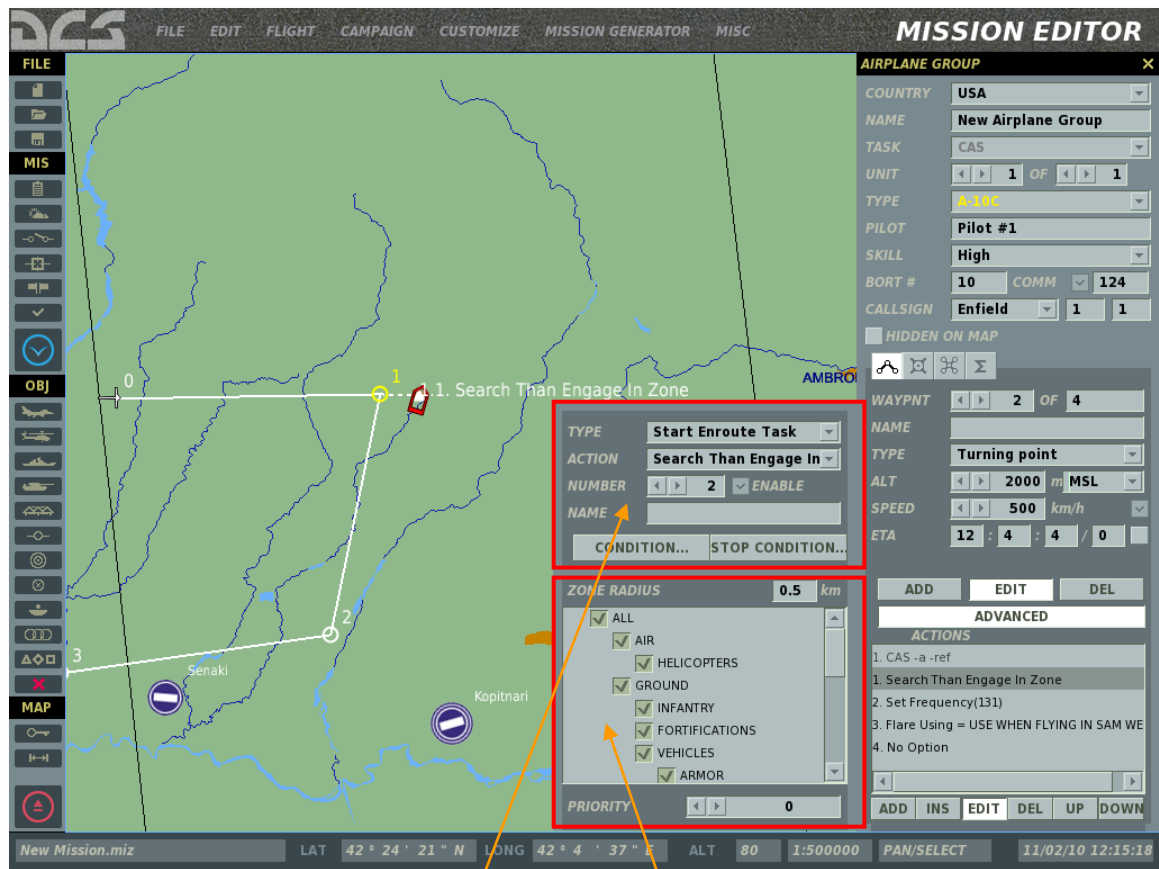 DCS FILE EDIT FLIGHT CAMPAIGN CUSTOMIZE MISSION GENERATOR MISC MISSION EDITOR
FILE
MIS
OBJ
MAP
0
1
1.1. Search Than Engage In Zone
AMBRO
2
3
Senaki
Kopitnari
TYPE Start Enroute Task
ACTION Search Than Engage In
NUMBER 2 ENABLE
NAME
CONDITION... STOP CONDITION...
ZONE RADIUS 0.5 km
ALL
AIR
HELICOPTERS
GROUND
INFANTRY
FORTIFICATIONS
VEHICLES
ARMOR
PRIORITY 0
AIRPLANE GROUP
COUNTRY USA
NAME New Airplane Group
TASK CAS
UNIT 1 OF 1
TYPE A-10C
PILOT Pilot #1
SKILL High
BORT # 10 COMM 124
CALLSIGN Enfield 1 1
HIDDEN ON MAP
Σ
WAYPNT 2 OF 4
NAME
TYPE Turning point
ALT 2000 m MSL
SPEED 500 km/h
ETA 12 : 4 : 4 / 0
ADD EDIT DEL
ADVANCED
ACTIONS
1. CAS -a -ref
1. Search Than Engage In Zone
2. Set Frequency(131)
3. Flare Using = USE WHEN FLYING IN SAM WE
4. No Option
ADD INS EDIT DEL UP DOWN
New Mission.miz LAT 42 ° 24 ' 21 " N LONG 42 ° 4 ' 37 " E ALT 80 1:500000 PAN/SELECT 11/02/10 12:15:18